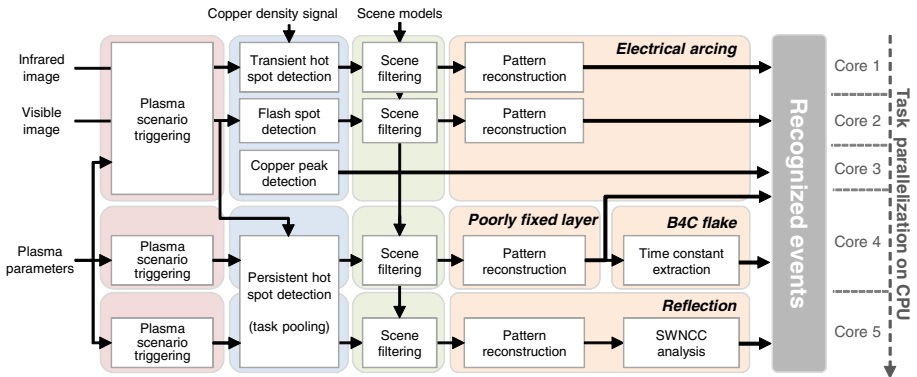 Copper density signal
Scene models
Infrared
image
Visible
image
Plasma
parameters
Plasma
scenario
triggering
Transient hot
spot detection
Scene
filtering
Pattern
reconstruction
Electrical arcing
Flash spot
detection
Scene
filtering
Pattern
reconstruction
Copper peak
detection
Plasma
scenario
triggering
Persistent hot
spot detection
(task pooling)
Scene
filtering
Poorly fixed layer
Pattern
reconstruction
B4C flake
Time constant
extraction
Plasma
scenario
triggering
Scene
filtering
Reflection
Pattern
reconstruction
SWNCC
analysis
Recognized events
Core 1
Core 2
Core 3
Core 4
Core 5
Task parallelization on CPU